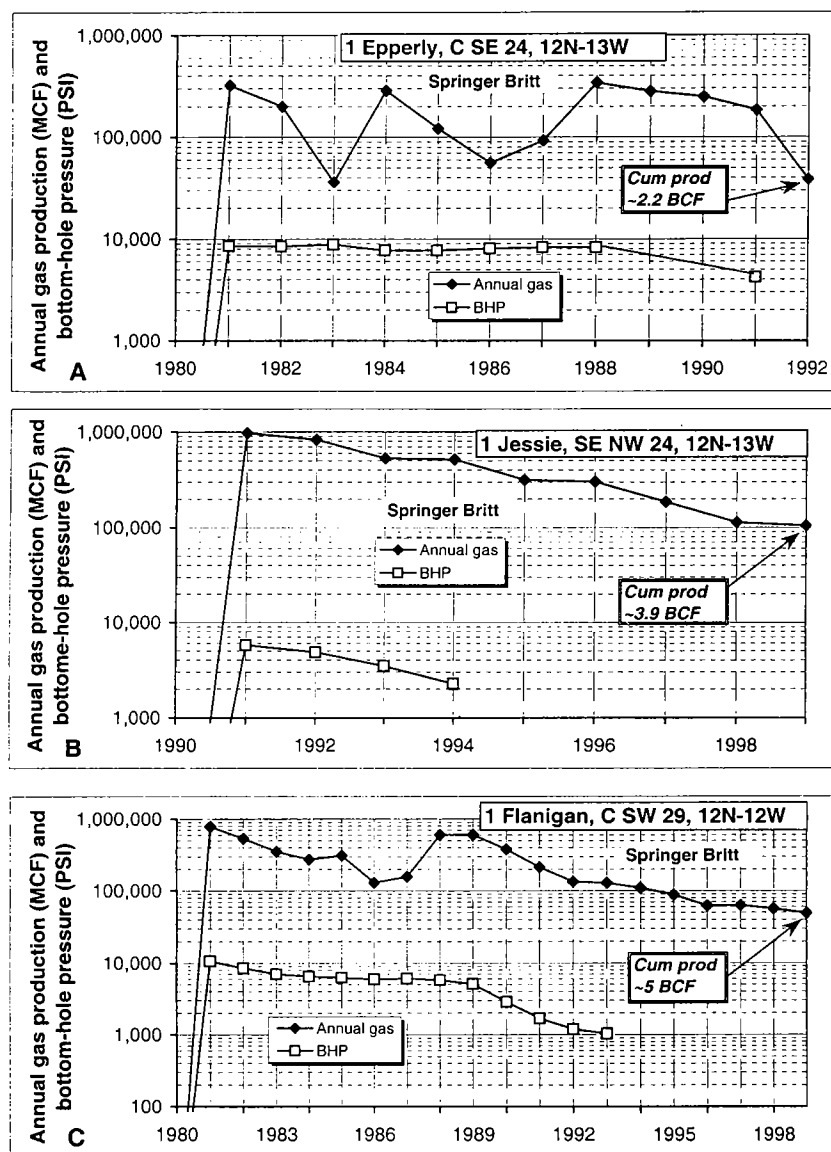 Annual gas production (MCF) and
bottom-hole pressure (PSI)
1,000,000
100,000
10,000
1,000
1 Epperly, C SE 24, 12N-13W
Springer Britt
Cum prod
~2.2 BCF
Annual gas
BHP
1980 1982 1984 1986 1988 1990 1992
A
Annual gas production (MCF) and
bottome-hole pressure (PSI)
1,000,000
100,000
10,000
1,000
1 Jessie, SE NW 24, 12N-13W
Springer Britt
Annual gas
BHP
Cum prod
~3.9 BCF
1990 1992 1994 1996 1998
B
Annual gas production (MCF) and
bottom-hole pressure (PSI)
1,000,000
100,000
10,000
1,000
100
1 Flanigan, C SW 29, 12N-12W
Springer Britt
Cum prod
~5 BCF
Annual gas
BHP
1980 1983 1986 1989 1992 1995 1998
C